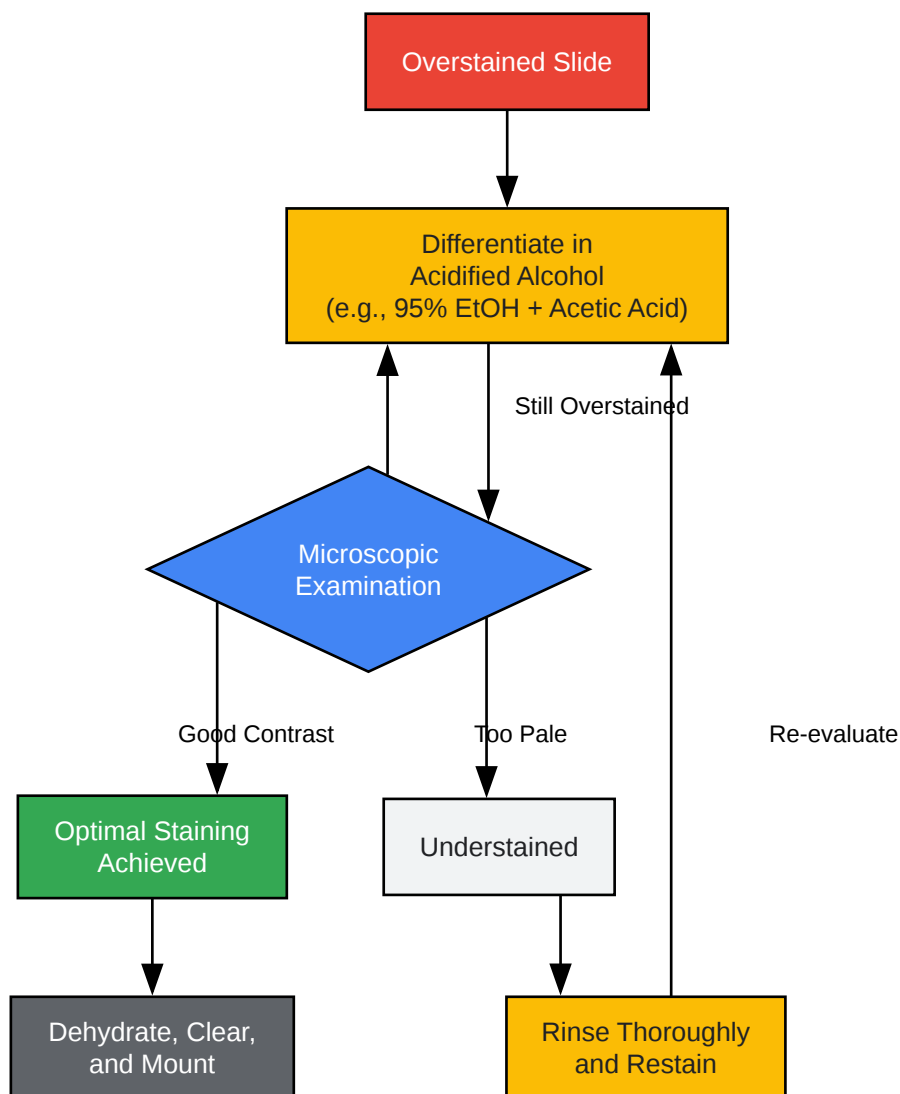 Overstained Slide
Differentiate in
Acidified Alcohol
(e.g., 95% EtOH + Acetic Acid)
Still Overstained
Microscopic
Examination
Good Contrast
Too Pale
Re-evaluate
Optimal Staining
Achieved
Understained
Dehydrate, Clear,
and Mount
Rinse Thoroughly
and Restain